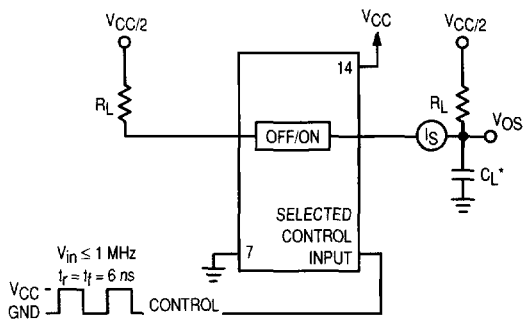 VCC/2
VCC
VCC/2
14
RL
RL
VOS
OFF/ON
IS
CL*
SELECTED
CONTROL
INPUT
7
Vin ≤ 1 MHz
tr = tf = 6 ns
VCC
GND
CONTROL